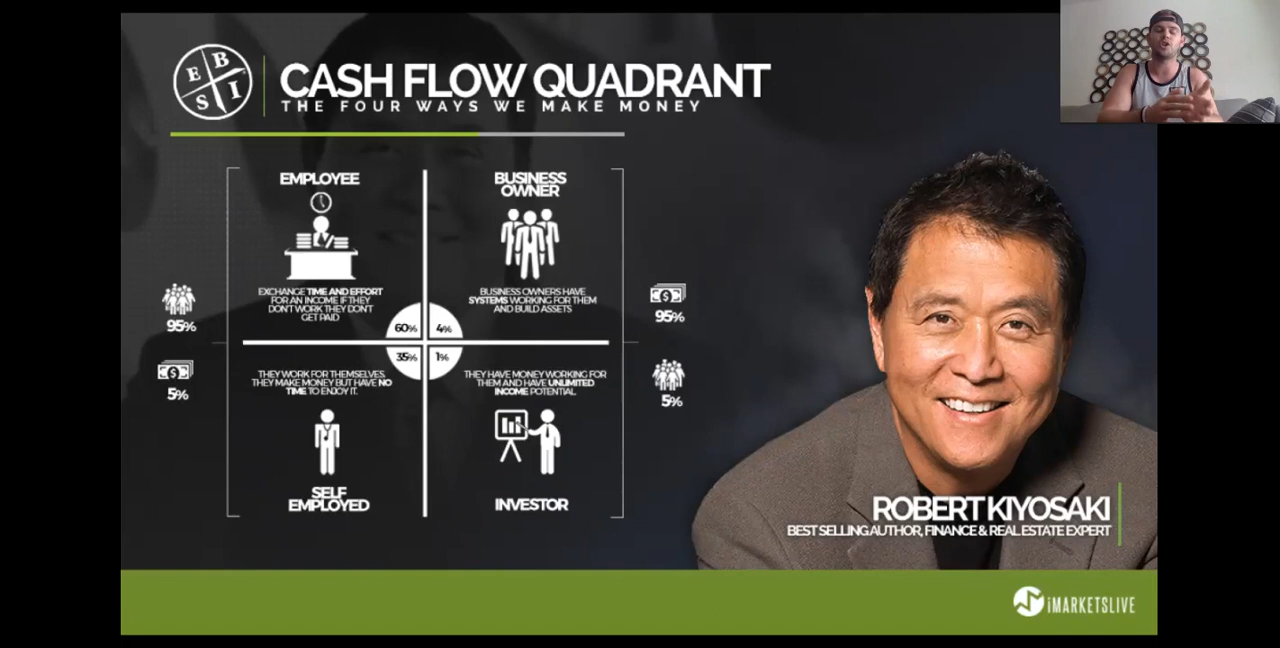 E B
S I
CASH FLOW QUADRANT
THE FOUR WAYS WE MAKE MONEY
EMPLOYEE
EXCHANGE TIME AND EFFORT
FOR AN INCOME IF THEY
DON'T WORK THEY DON'T
GET PAID
BUSINESS
OWNER
BUSINESS OWNERS HAVE
SYSTEMS WORKING FOR THEM
AND BUILD ASSETS
95%
5%
60%
4%
35%
1%
95%
5%
THEY WORK FOR THEMSELVES.
THEY MAKE MONEY BUT HAVE NO
TIME TO ENJOY IT.
SELF
EMPLOYED
THEY HAVE MONEY WORKING FOR
THEM AND HAVE UNLIMITED
INCOME POTENTIAL.
INVESTOR
ROBERT KIYOSAKI
BEST SELLING AUTHOR, FINANCE & REAL ESTATE EXPERT
iMARKETSLIVE